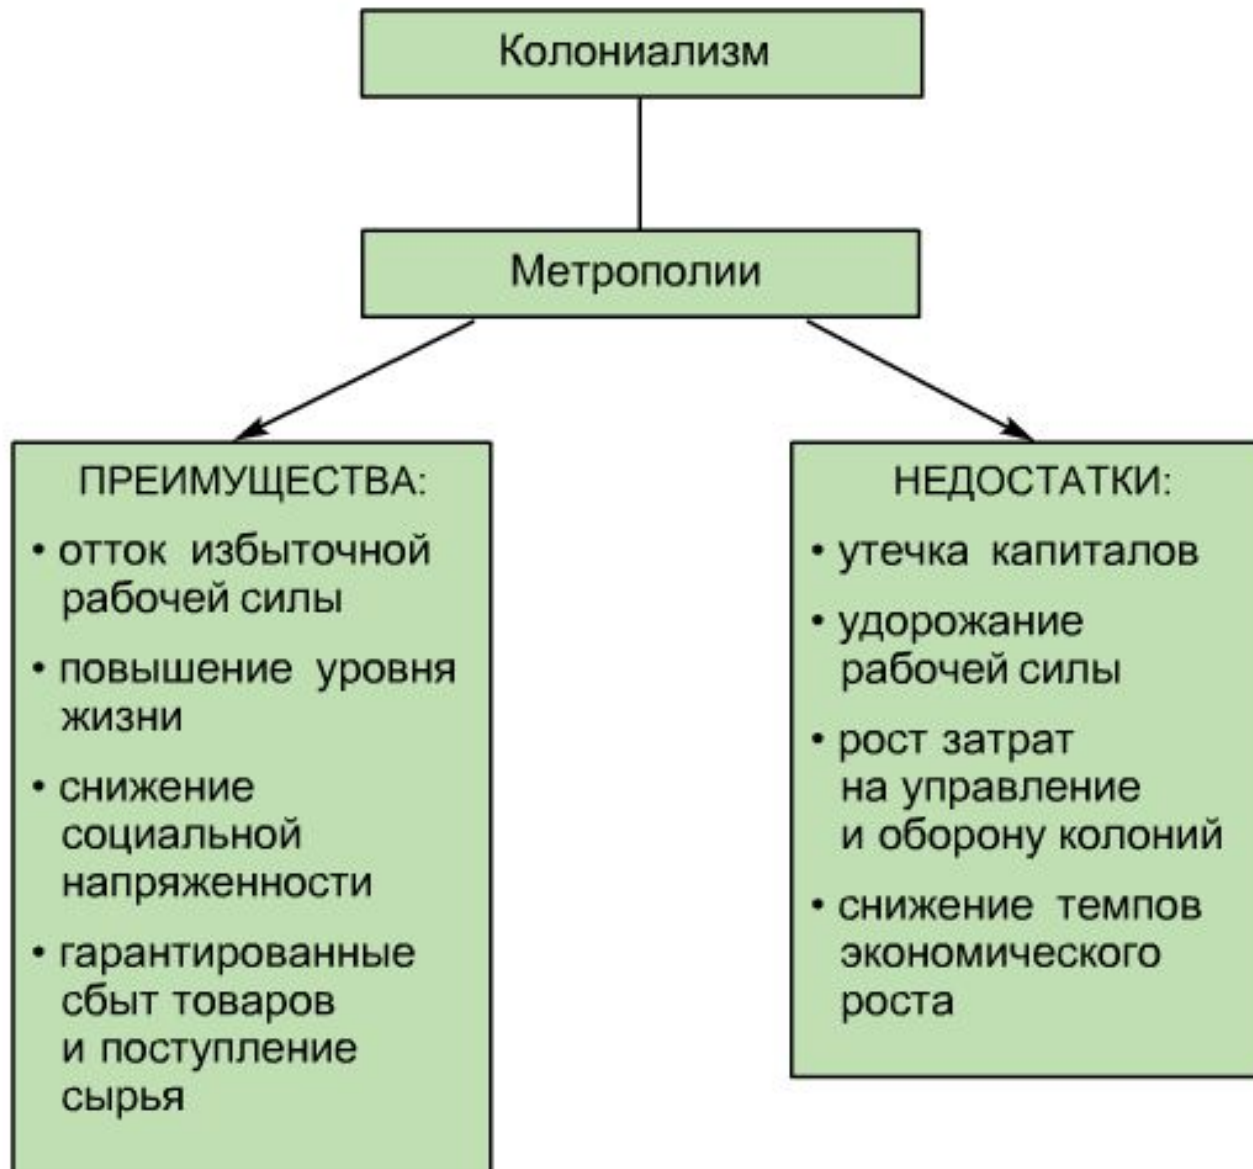 Колониализм
Метрополии
ПРЕИМУЩЕСТВА:
• отток избыточной
рабочей силы
• повышение уровня
жизни
• снижение
социальной
напряженности
• гарантированные
сбыт товаров
и поступление
сырья
НЕДОСТАТКИ:
• утечка капиталов
• удорожание
рабочей силы
• рост затрат
на управление
и оборону колоний
• снижение темпов
экономического
роста